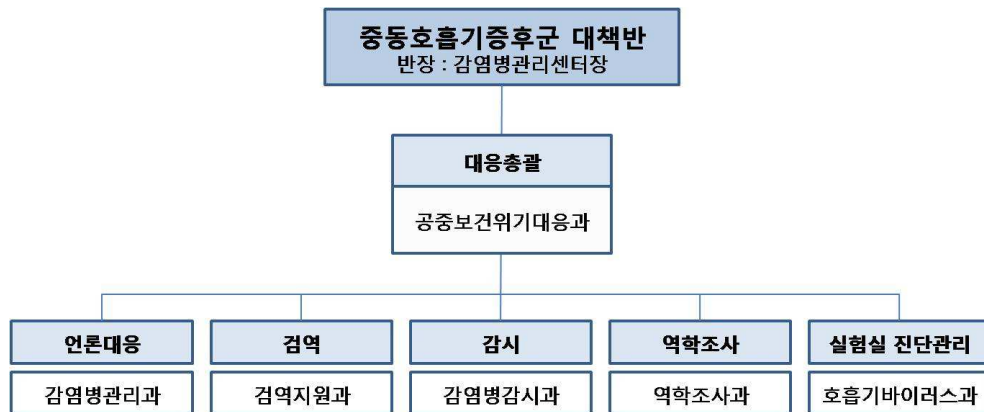 중동호흡기증후군 대책반
반장 : 감염병관리센터장
대응총괄
공중보건위기대응과
언론대응
검역
감시
역학조사
실험실 진단관리
감염병관리과
검역지원과
감염병감시과
역학조사과
호흡기바이러스과